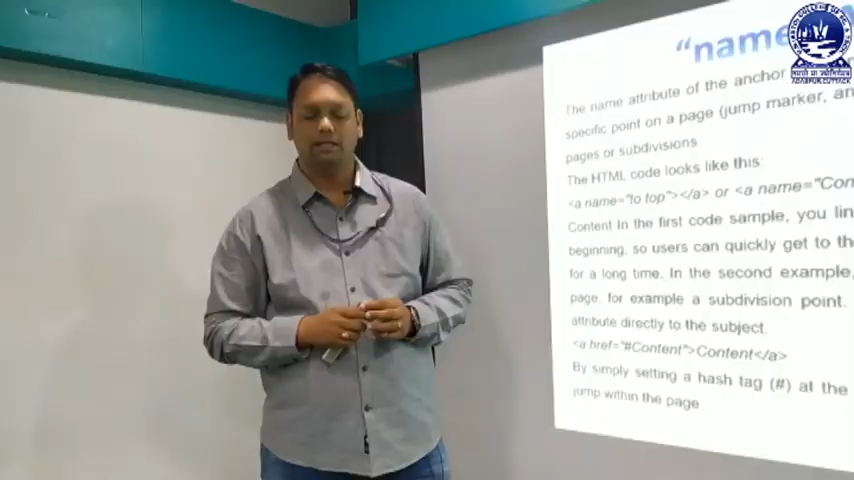 "name
The name attribute of the anchor
specific point on a page (jump marker, an
pages or subdivisions
The HTML code looks like this:
<a name="to top"></a> or <a name="Con
Content In the first code sample, you lin
beginning, so users can quickly get to th
for a long time. In the second example,
page, for example a subdivision point.
attribute directly to the subject.
<a href="#Content">Content</a>
By simply setting a hash tag (#) at the
jump within the page